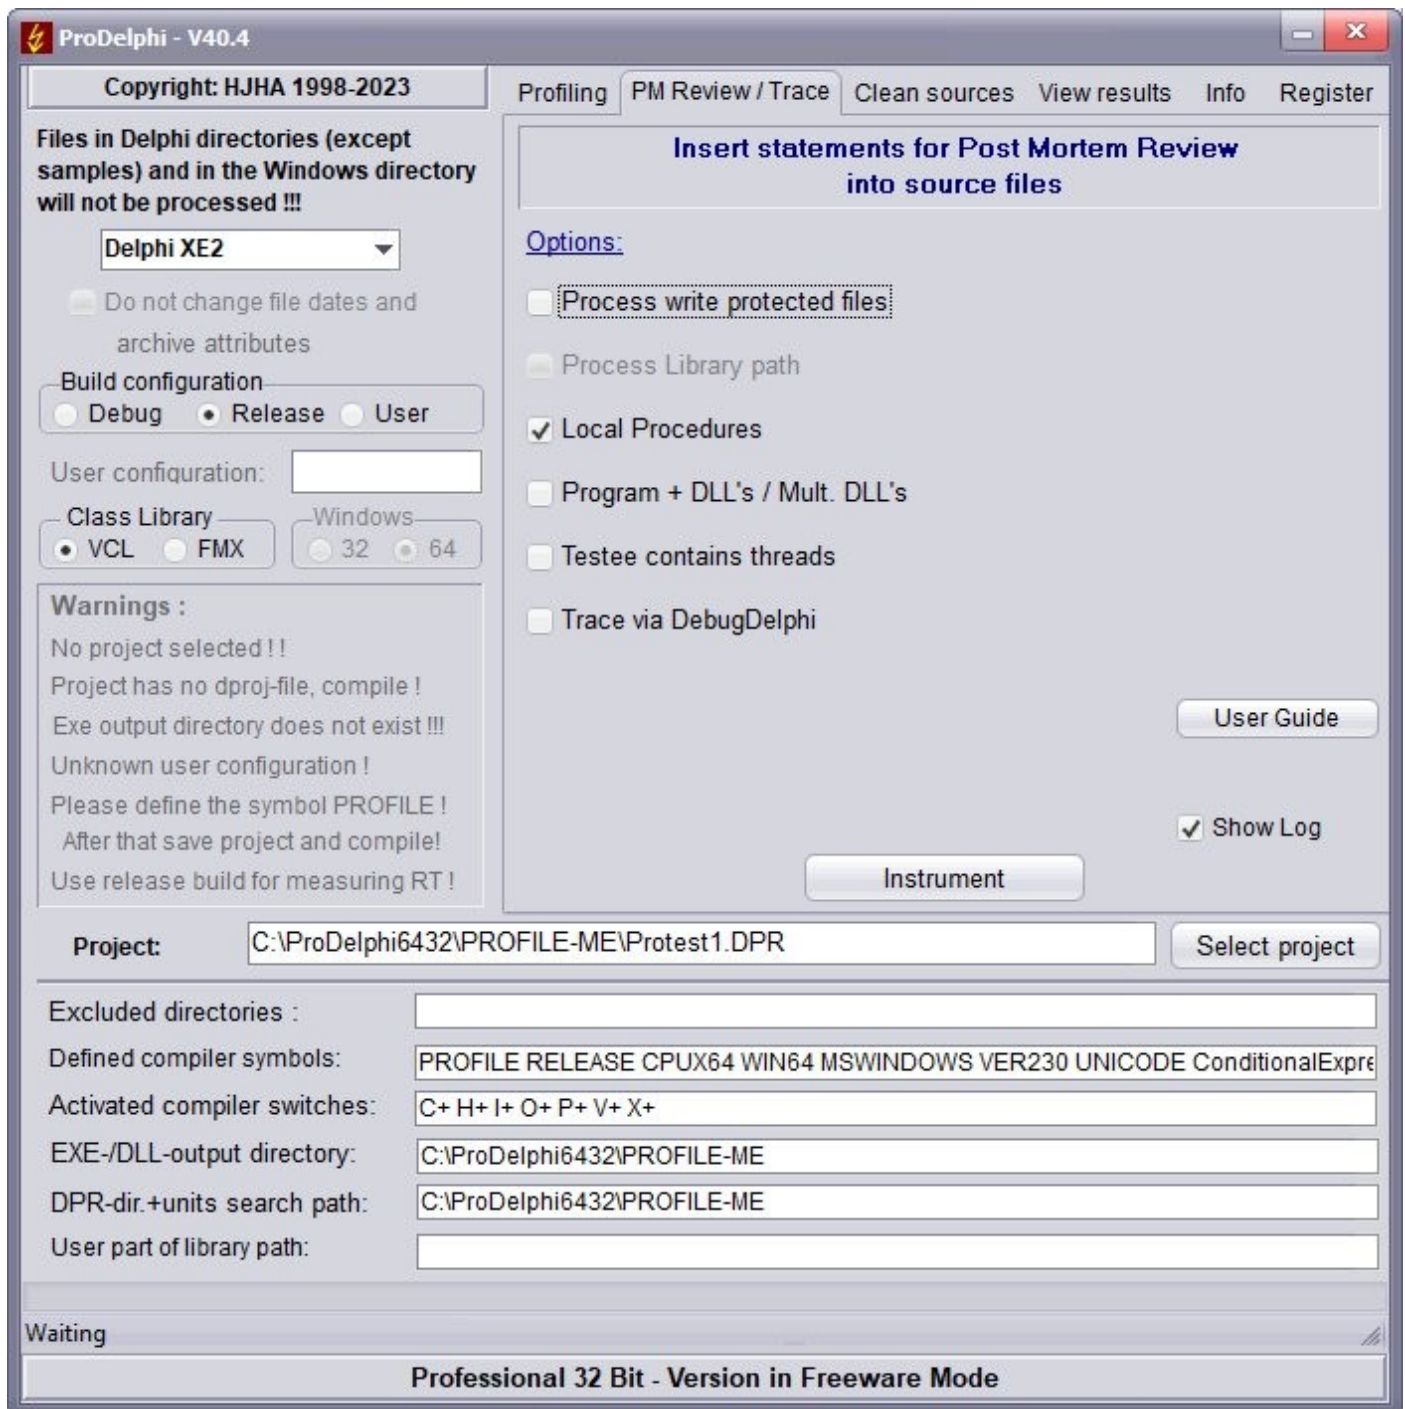 ProDelphi - V40.4
Copyright: HJHA 1998-2023
Files in Delphi directories (except
samples) and in the Windows directory
will not be processed !!!
Delphi XE2
Do not change file dates and
archive attributes
Build configuration
Debug Release User
User configuration:
Class Library
VCL FMX
Windows
32 64
Warnings :
No project selected ! !
Project has no dproj-file, compile !
Exe output directory does not exist !!!
Unknown user configuration !
Please define the symbol PROFILE !
After that save project and compile!
Use release build for measuring RT !
Profiling PM Review / Trace Clean sources View results Info Register
Insert statements for Post Mortem Review
into source files
Options:
Process write protected files
Process Library path
Local Procedures
Program + DLL's / Mult. DLL's
Testee contains threads
Trace via DebugDelphi
User Guide
Show Log
Instrument
Project: C:\ProDelphi6432\PROFILE-ME\Protest1.DPR Select project
Excluded directories :
Defined compiler symbols: PROFILE RELEASE CPUX64 WIN64 MSWINDOWS VER230 UNICODE ConditionalExpre
Activated compiler switches: C+ H+ I+ O+ P+ V+ X+
EXE-/DLL-output directory: C:\ProDelphi6432\PROFILE-ME
DPR-dir.+units search path: C:\ProDelphi6432\PROFILE-ME
User part of library path:
Waiting
Professional 32 Bit - Version in Freeware Mode